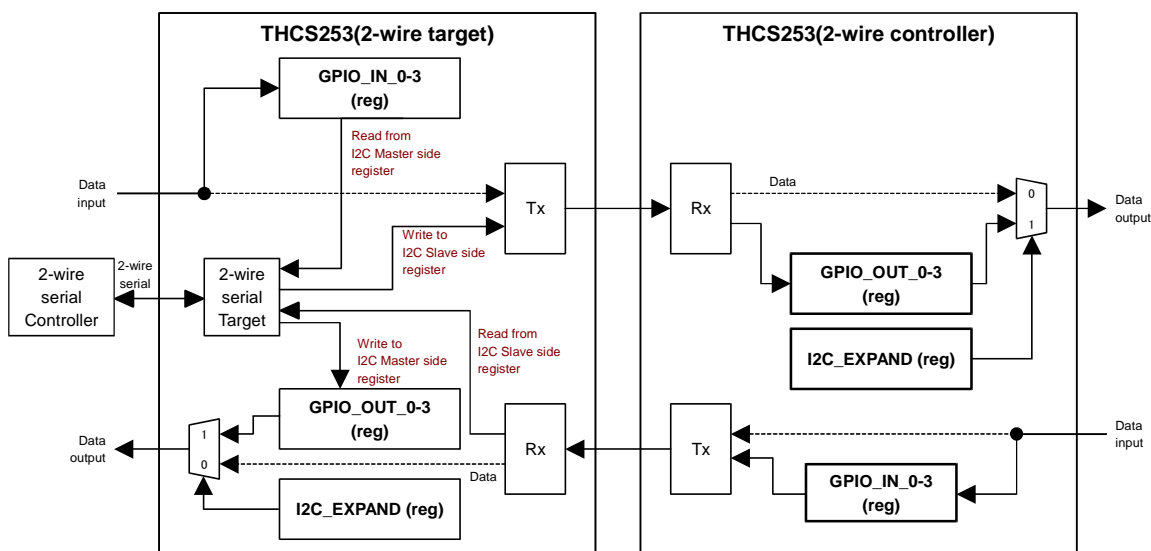 THCS253(2-wire target)
GPIO_IN_0-3
(reg)
Read from
I2C Master side
register
Data
input
Tx
Write to
I2C Slave side
register
2-wire
serial
Controller
2-wire
serial
2-wire
serial
Target
Read from
I2C Slave side
register
Write to
I2C Master side
register
GPIO_OUT_0-3
(reg)
Data
output
1
0
Rx
Data
I2C_EXPAND (reg)
THCS253(2-wire controller)
Rx
Data
0
1
Data
output
GPIO_OUT_0-3
(reg)
I2C_EXPAND (reg)
Tx
Data
input
GPIO_IN_0-3
(reg)